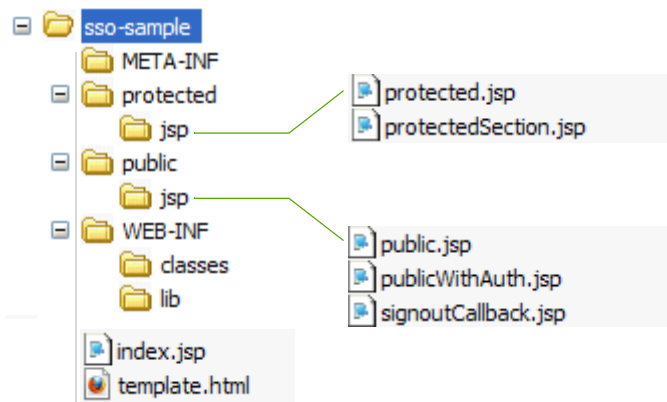 sso-sample
META-INF
protected
jsp
protected.jsp
protectedSection.jsp
public
jsp
public.jsp
publicWithAuth.jsp
signoutCallback.jsp
WEB-INF
classes
lib
index.jsp
template.html